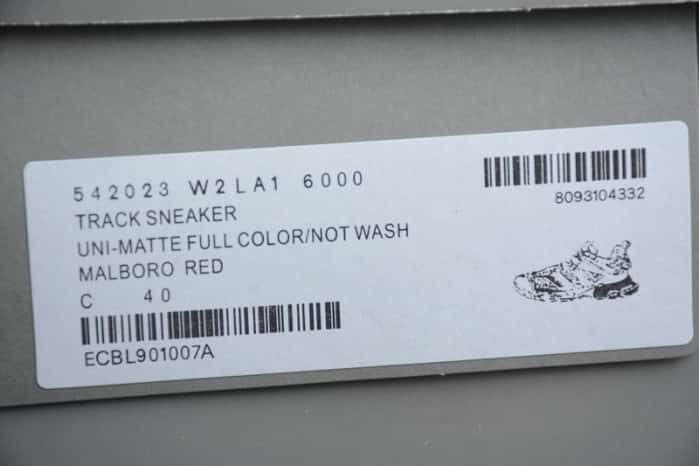 542023 W2LA1 6000
8093104332
TRACK SNEAKER
UNI-MATTE FULL COLOR/NOT WASH
MALBORO RED
C 40
ECBL901007A